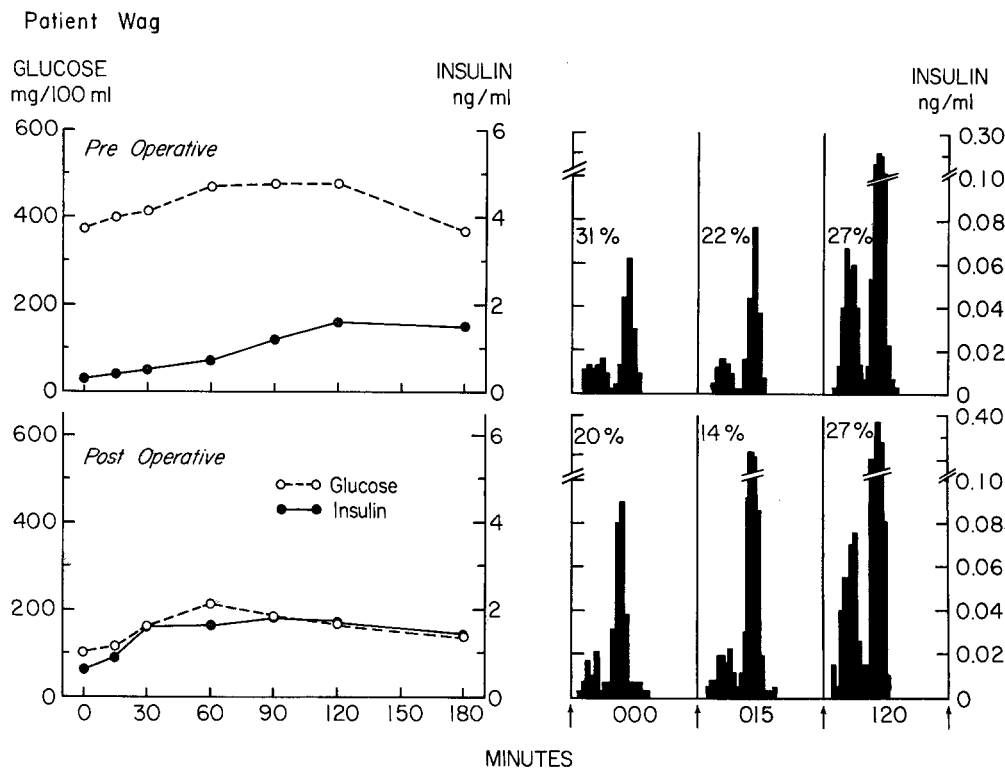 Patient Wag
GLUCOSE
mg/100 ml
INSULIN
ng/ml
INSULIN
ng/ml
600
400
200
0
Pre Operative
6
4
2
0
31%
22%
27%
0.30
0.10
0.08
0.06
0.04
0.02
0
600
400
200
0
Post Operative
Glucose
Insulin
6
4
2
0
20%
14%
27%
0.40
0.10
0.08
0.06
0.04
0.02
0
0 30 60 90 120 150 180
000 015 120
MINUTES